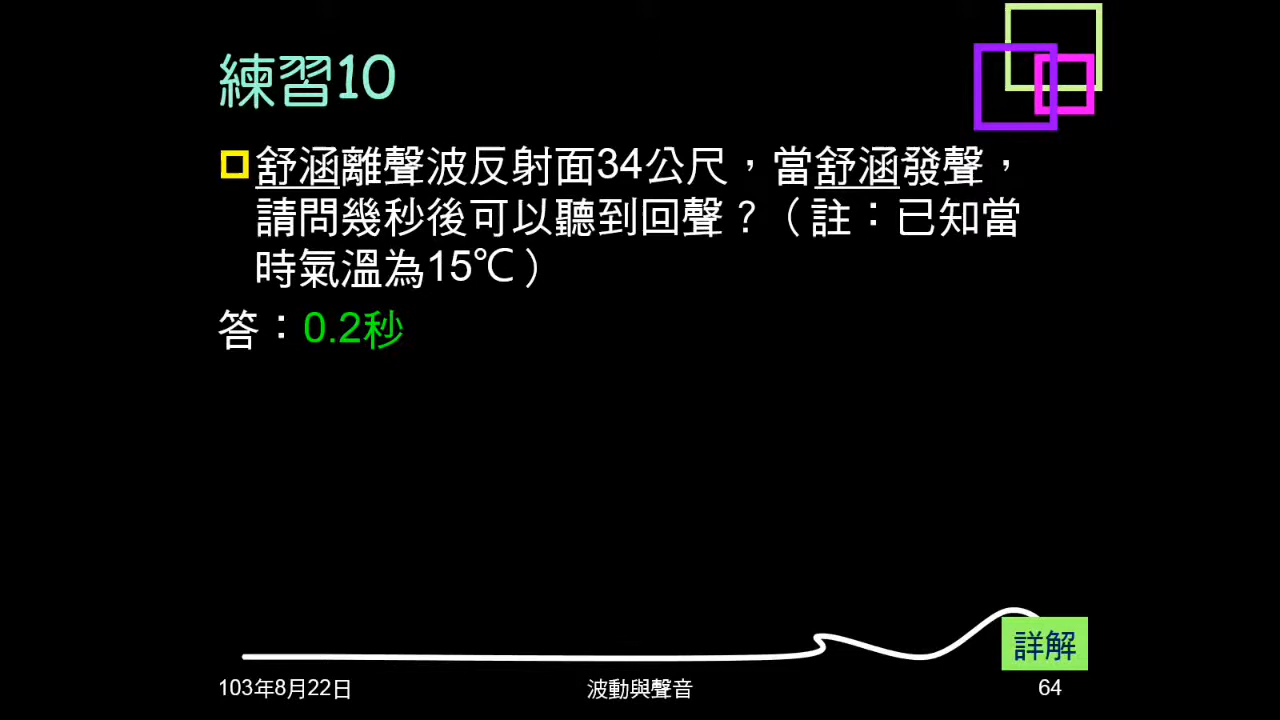 練習10
舒涵離聲波反射面34公尺，當舒涵發聲，
請問幾秒後可以聽到回聲？（註：已知當
時氣溫為15℃）
答：0.2秒
詳解
103年8月22日
波動與聲音
64